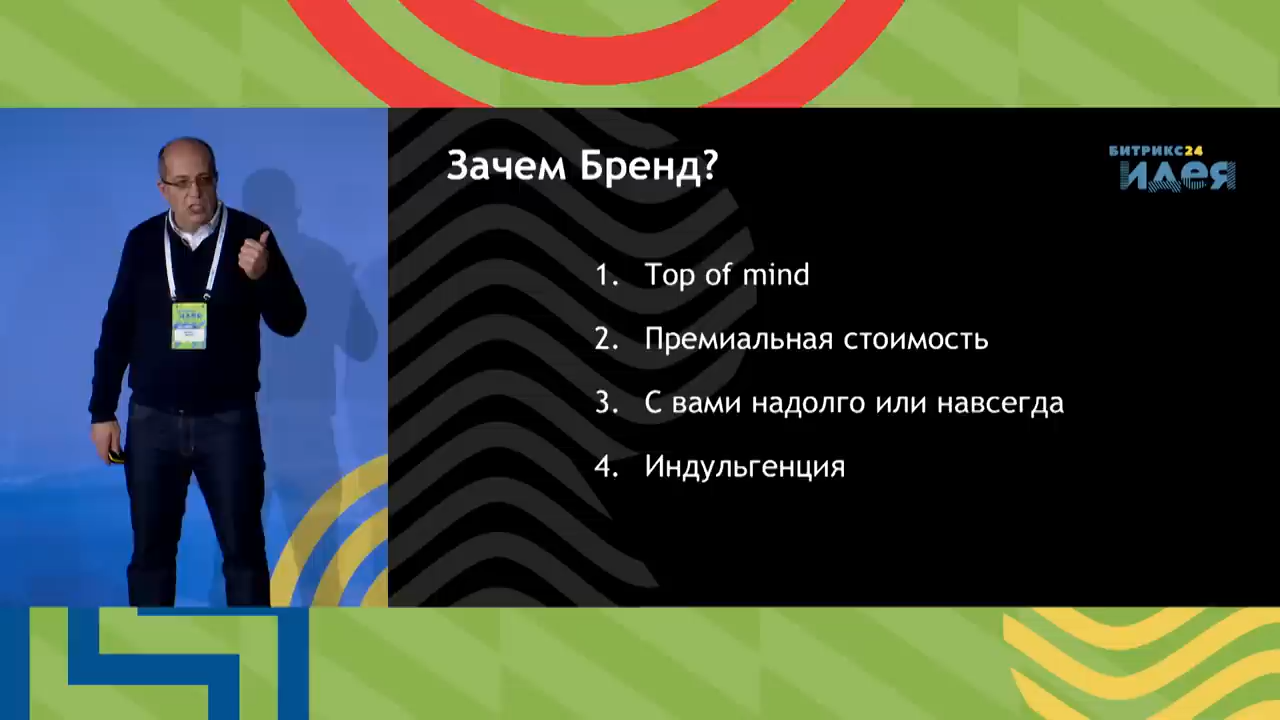 Зачем Бренд?
БИТРИКС24
идея
1. Top of mind
2. Премиальная стоимость
3. С вами надолго или навсегда
4. Индульгенция